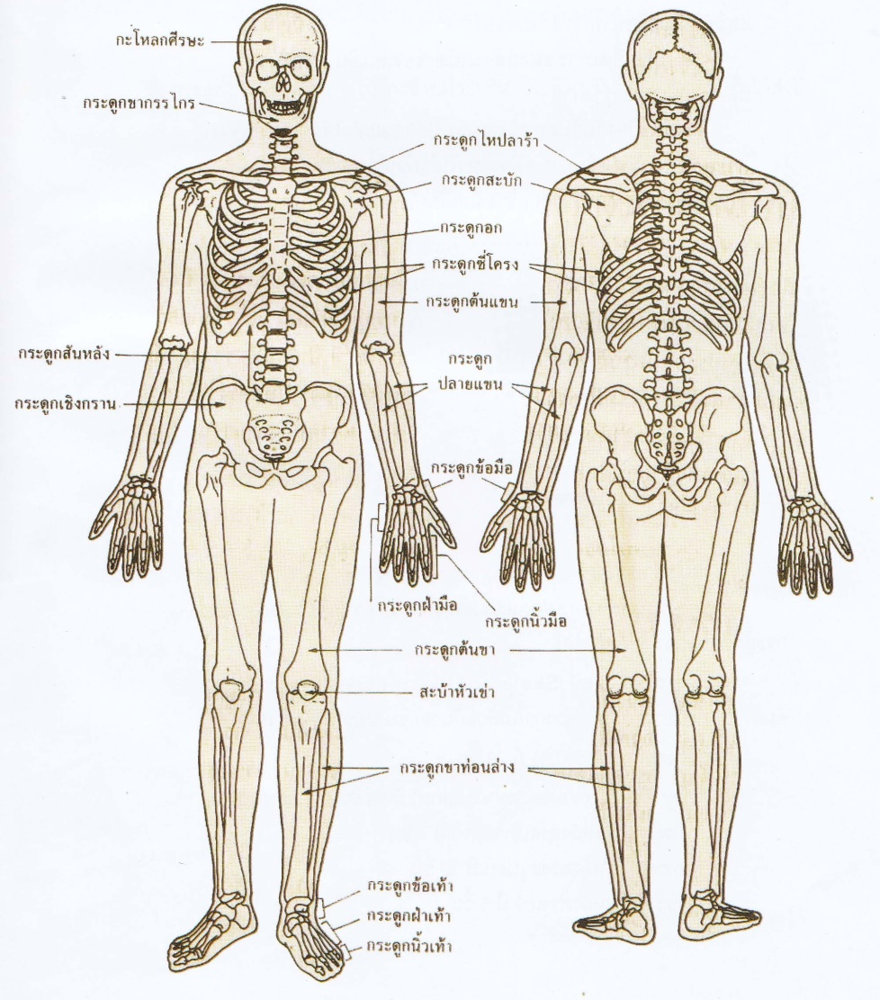 กะโหลกศีรษะ
กระดูกขากรรไกร
กระดูกไหปลาร้า
กระดูกสะบัก
กระดูกอก
กระดูกซี่โครง
กระดูกต้นแขน
กระดูกสันหลัง
กระดูก
ปลายแขน
กระดูกเชิงกราน
กระดูกข้อมือ
กระดูกฝ่ามือ
กระดูกนิ้วมือ
กระดูกต้นขา
สะบ้าหัวเข่า
กระดูกขาท่อนล่าง
กระดูกข้อเท้า
กระดูกฝ่าเท้า
กระดูกนิ้วเท้า